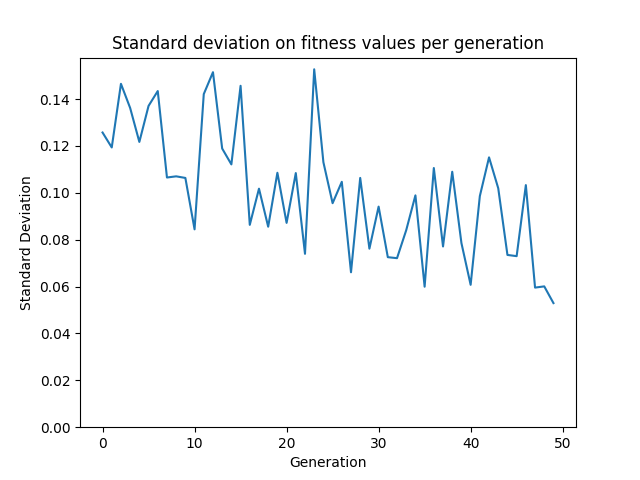 Standard deviation on fitness values per generation
0.14
0.12
0.10
0.08
0.06
0.04
0.02
0.00
Standard Deviation
0 10 20 30 40 50
Generation